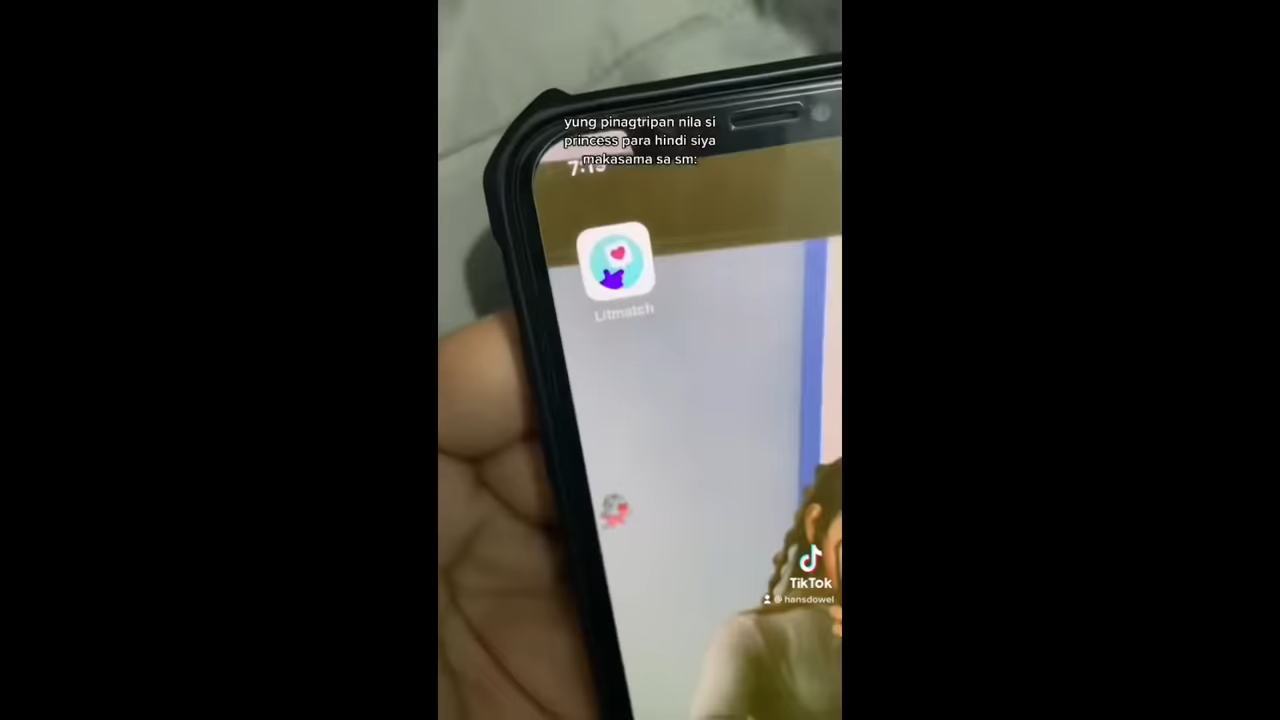 yung pinagtripan nila si
princess para hindi siya
makasama sa sm:
Litmatch
TikTok
@hansdowel